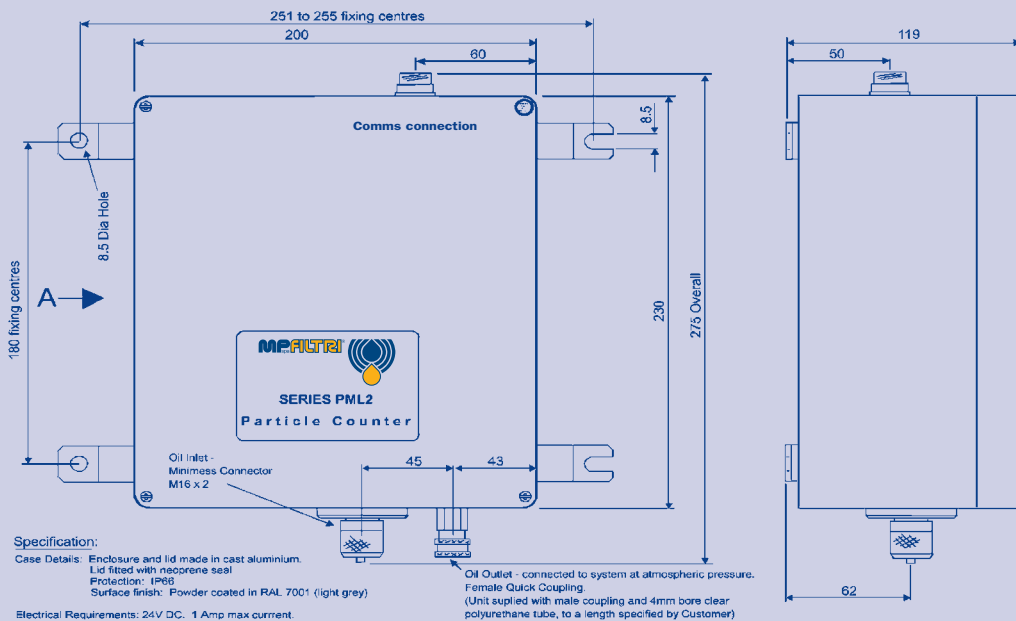 251 to 255 fixing centres
200
60
119
50
Comms connection
8.5
8.5 Dia Hole
A
180 fixing centres
230
275 Overall
MPFILTRI
SERIES PML2
Particle Counter
Oil Inlet -
Minimess Connector
M16 x 2
45
43
62
Specification:
Case Details: Enclosure and lid made in cast aluminium.
Lid fitted with neoprene seal
Protection: IP66
Surface finish: Powder coated in RAL 7001 (light grey)
Electrical Requirements: 24V DC. 1 Amp max currrent.
Oil Outlet - connected to system at atmospheric pressure.
Female Quick Coupling.
(Unit suplied with male coupling and 4mm bore clear
polyurethane tube, to a length specified by Customer)